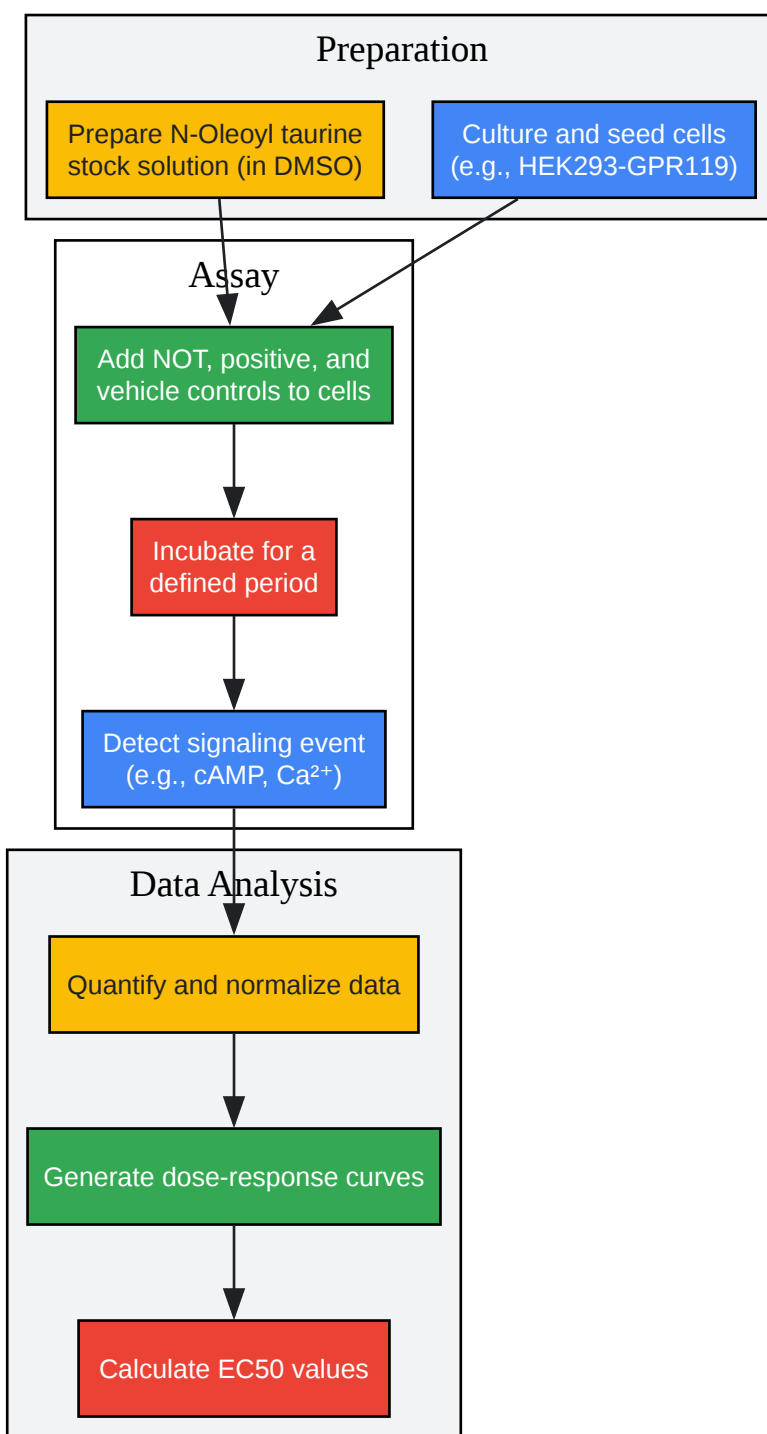 Preparation
Prepare N-Oleoyl taurine
stock solution (in DMSO)
Culture and seed cells
(e.g., HEK293-GPR119)
Assay
Add NOT, positive, and
vehicle controls to cells
Incubate for a
defined period
Detect signaling event
(e.g., cAMP, Ca²⁺)
Data Analysis
Quantify and normalize data
Generate dose-response curves
Calculate EC50 values